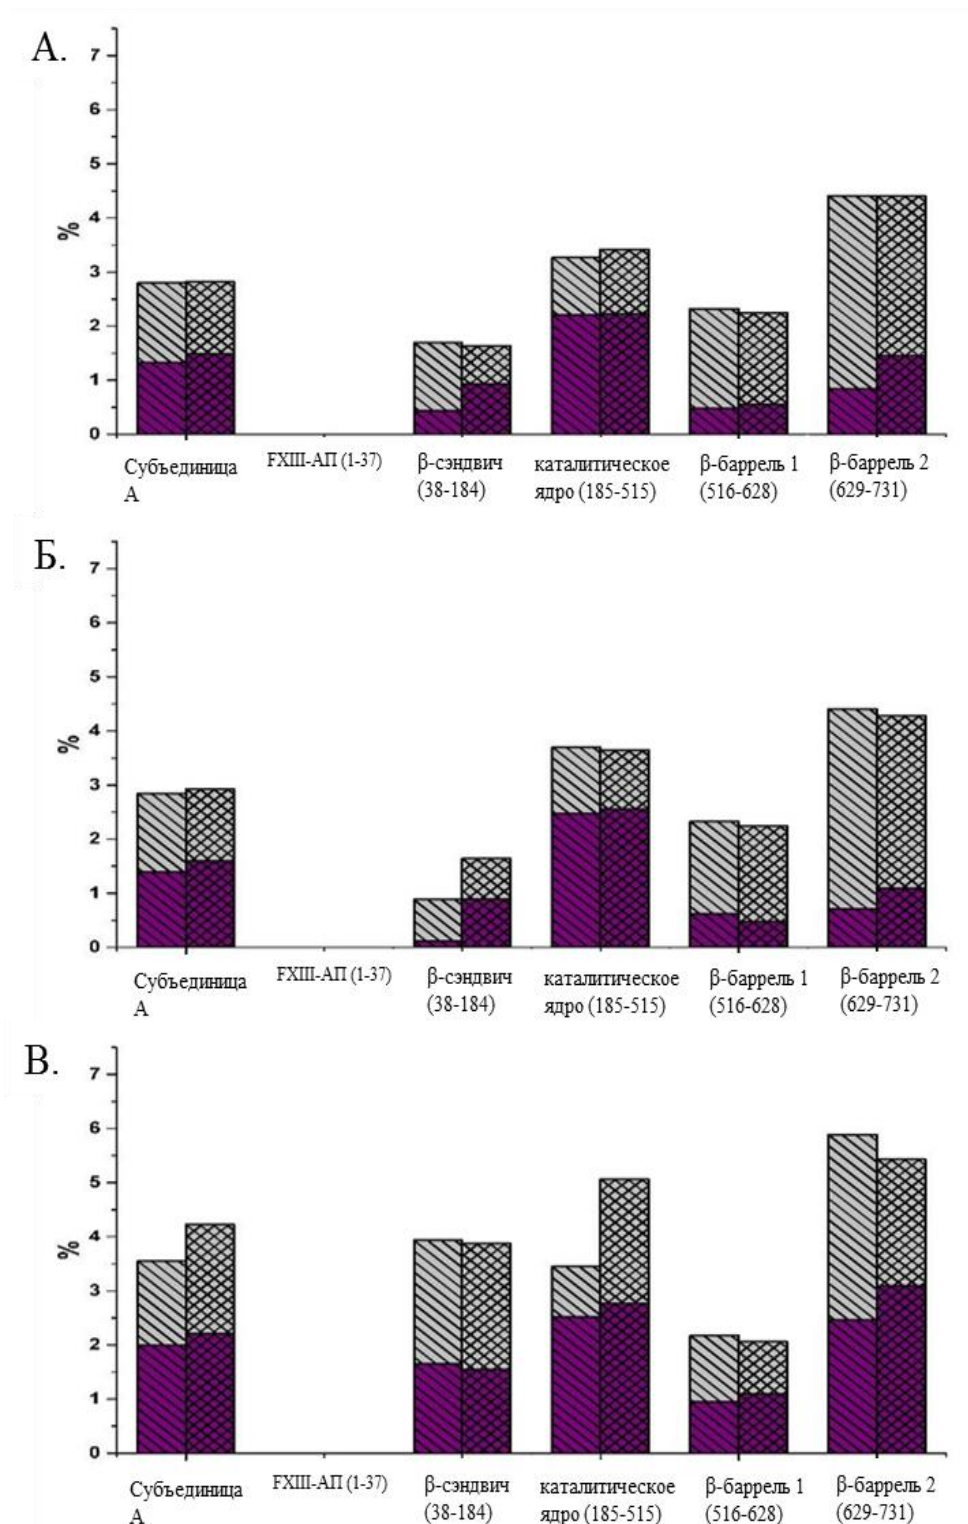 А.
7
6
5
4
3
2
1
0
%
Субъединица
А
FXIII-АП (1-37)
β-сэндвич
(38-184)
каталитическое
ядро (185-515)
β-баррель 1
(516-628)
β-баррель 2
(629-731)
Б.
7
6
5
4
3
2
1
0
%
Субъединица
А
FXIII-АП (1-37)
β-сэндвич
(38-184)
каталитическое
ядро (185-515)
β-баррель 1
(516-628)
β-баррель 2
(629-731)
В.
7
6
5
4
3
2
1
0
%
Субъединица
А
FXIII-АП (1-37)
β-сэндвич
(38-184)
каталитическое
ядро (185-515)
β-баррель 1
(516-628)
β-баррель 2
(629-731)